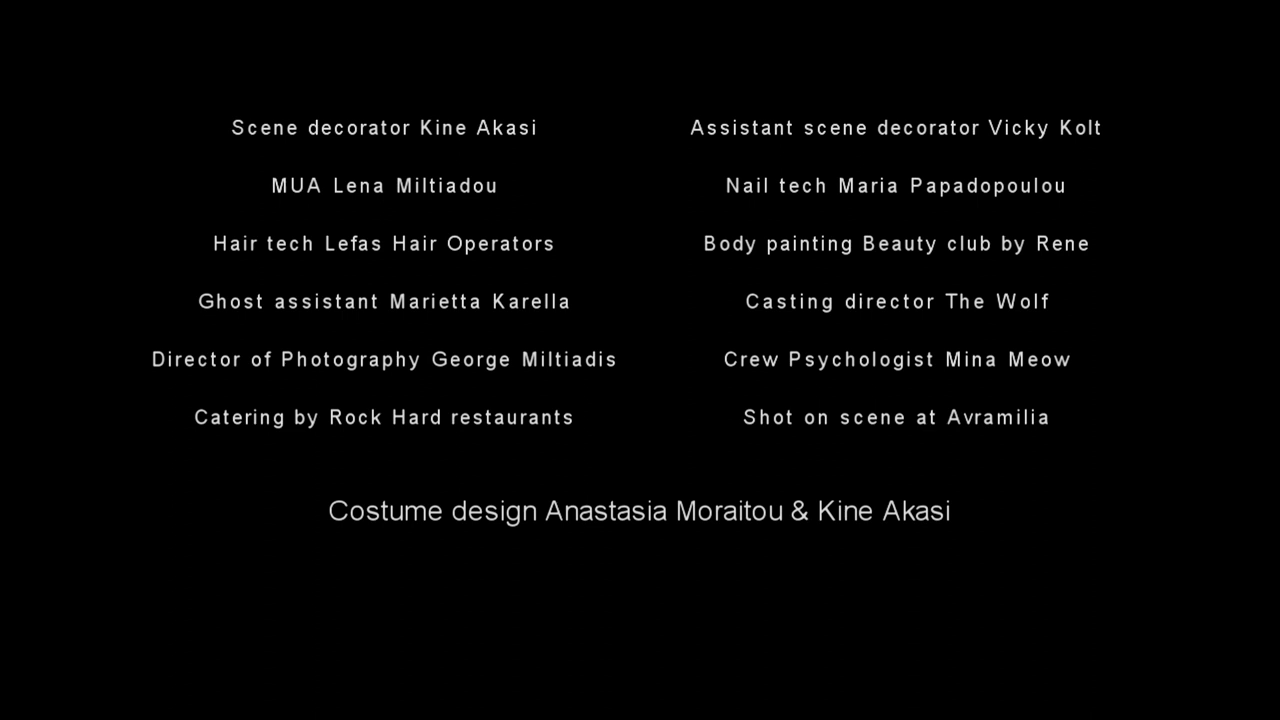 Scene decorator Kine Akasi
Assistant scene decorator Vicky Kolt
MUA Lena Miltiadou
Nail tech Maria Papadopoulou
Hair tech Lefas Hair Operators
Body painting Beauty club by Rene
Ghost assistant Marietta Karella
Casting director The Wolf
Director of Photography George Miltiadis
Crew Psychologist Mina Meow
Catering by Rock Hard restaurants
Shot on scene at Avramilia
Costume design Anastasia Moraitou & Kine Akasi